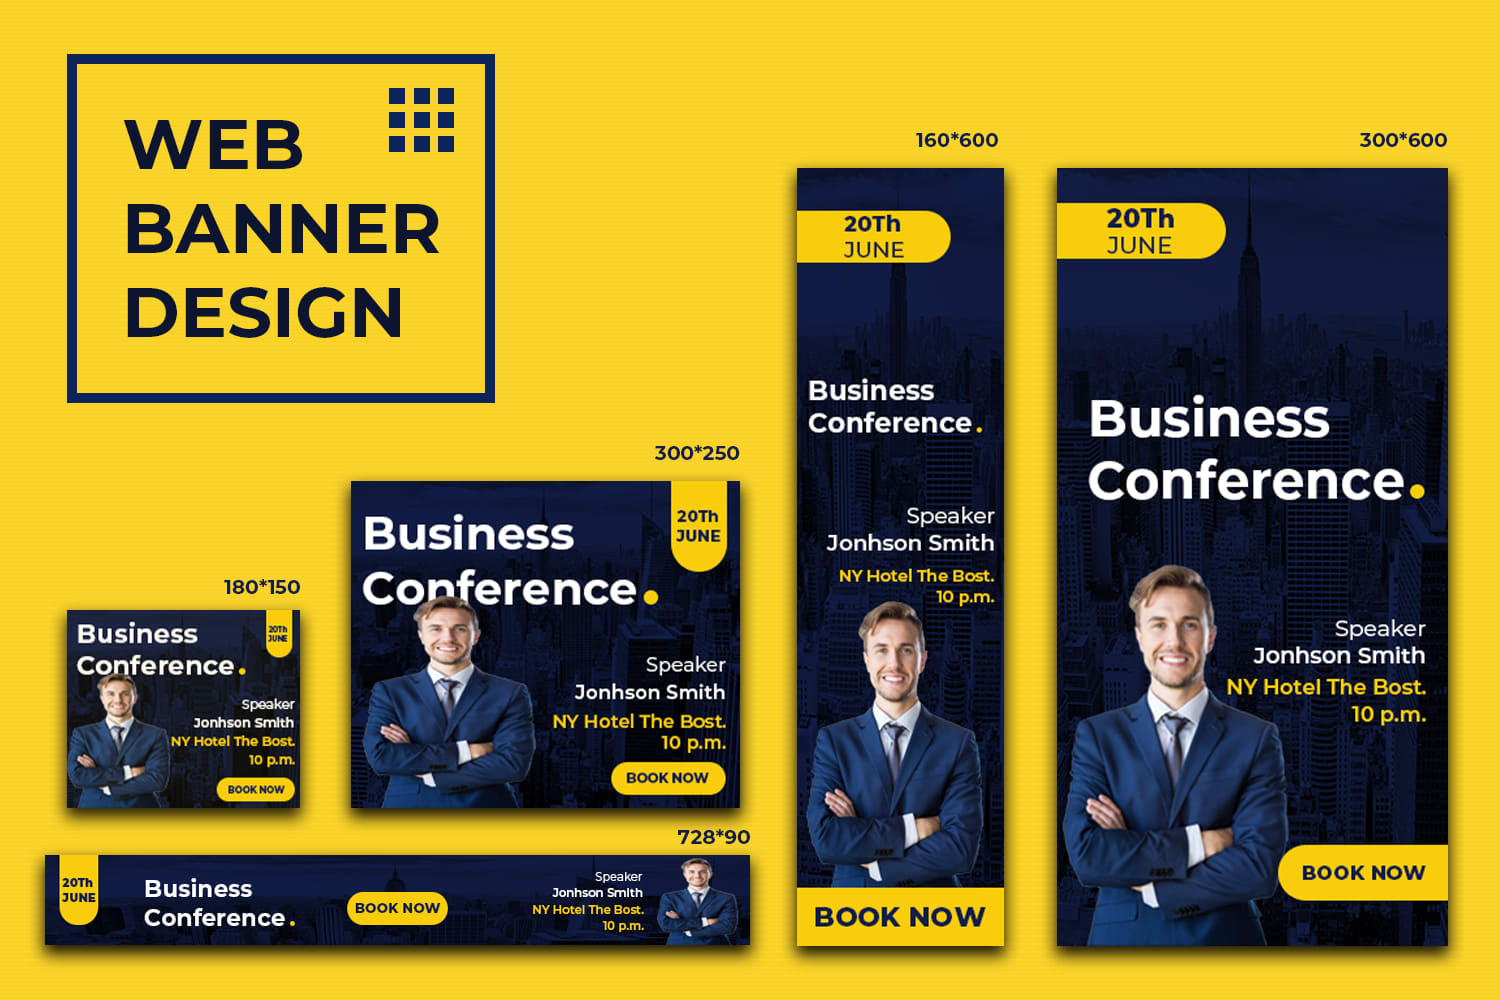 WEB
BANNER
DESIGN
180*150
Business
Conference.
20Th
JUNE
Speaker
Jonhson Smith
NY Hotel The Bost.
10 p.m.
BOOK NOW
300*250
Business
Conference.
20Th
JUNE
Speaker
Jonhson Smith
NY Hotel The Bost.
10 p.m.
BOOK NOW
728*90
20Th
JUNE
Business
Conference.
BOOK NOW
Speaker
Jonhson Smith
NY Hotel The Bost.
10 p.m.
160*600
20Th
JUNE
Business
Conference.
Speaker
Jonhson Smith
NY Hotel The Bost.
10 p.m.
BOOK NOW
300*600
20Th
JUNE
Business
Conference.
Speaker
Jonhson Smith
NY Hotel The Bost.
10 p.m.
BOOK NOW